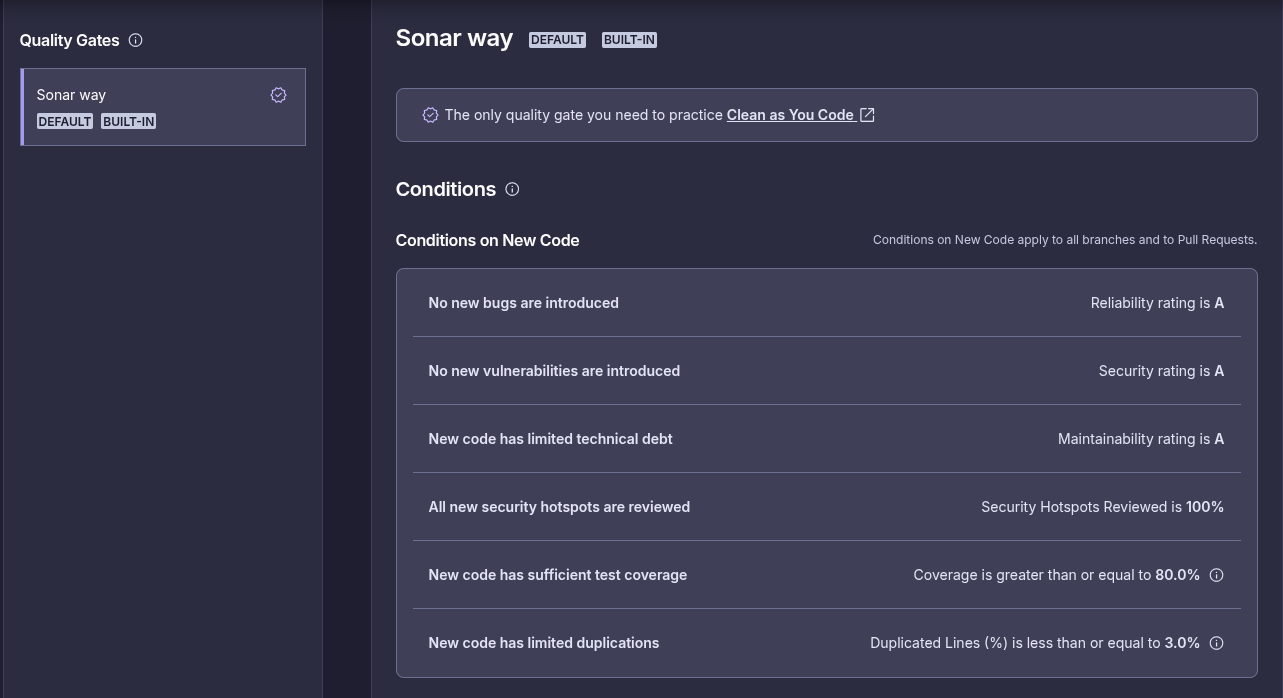 Quality Gates
Sonar way
DEFAULT BUILT-IN
Sonar way DEFAULT BUILT-IN
The only quality gate you need to practice Clean as You Code
Conditions
Conditions on New Code Conditions on New Code apply to all branches and to Pull Requests.
No new bugs are introduced Reliability rating is A
No new vulnerabilities are introduced Security rating is A
New code has limited technical debt Maintainability rating is A
All new security hotspots are reviewed Security Hotspots Reviewed is 100%
New code has sufficient test coverage Coverage is greater than or equal to 80.0%
New code has limited duplications Duplicated Lines (%) is less than or equal to 3.0%